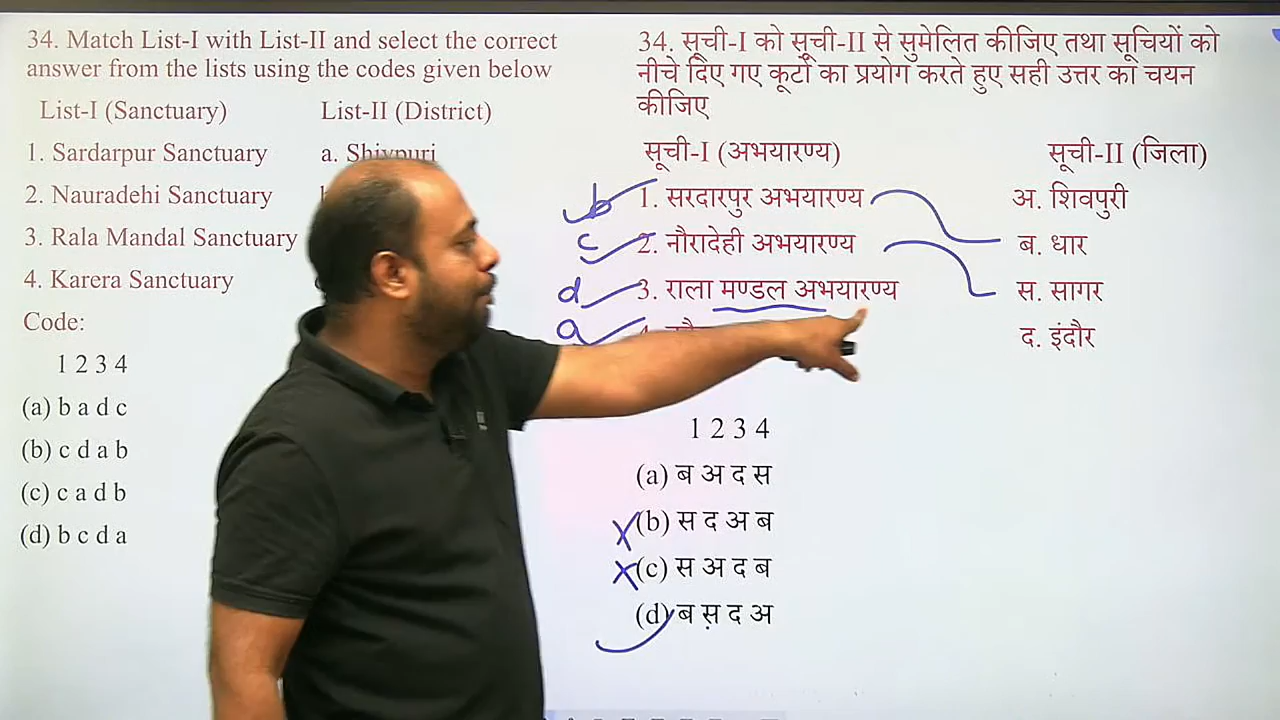 34. Match List-I with List-II and select the correct
answer from the lists using the codes given below
List-I (Sanctuary) List-II (District)
1. Sardarpur Sanctuary a. Shivpuri
2. Nauradehi Sanctuary
3. Rala Mandal Sanctuary
4. Karera Sanctuary
Code:
1 2 3 4
(a) b a d c
(b) c d a b
(c) c a d b
(d) b c d a
34. सूची-I को सूची-II से सुमेलित कीजिए तथा सूचियों को
नीचे दिए गए कूटों का प्रयोग करते हुए सही उत्तर का चयन
कीजिए
सूची-I (अभयारण्य) सूची-II (जिला)
b 1. सरदारपुर अभयारण्य अ. शिवपुरी
c 2. नौरादेही अभयारण्य ब. धार
d 3. राला मण्डल अभयारण्य स. सागर
a 4. द. इंदौर
1 2 3 4
(a) ब अ द स
x (b) स द अ ब
x (c) स अ द ब
(d) ब स द अ